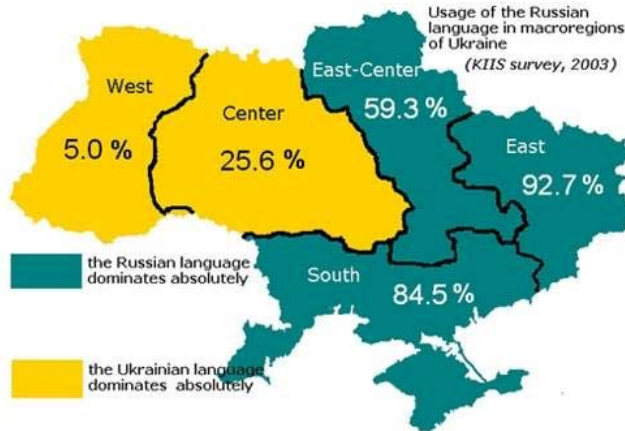 Usage of the Russian
language in macroregions
of Ukraine
(KIIS survey, 2003)
West
5.0 %
Center
25.6 %
East-Center
59.3 %
East
92.7 %
South
84.5 %
the Russian language
dominates absolutely
the Ukrainian language
dominates absolutely